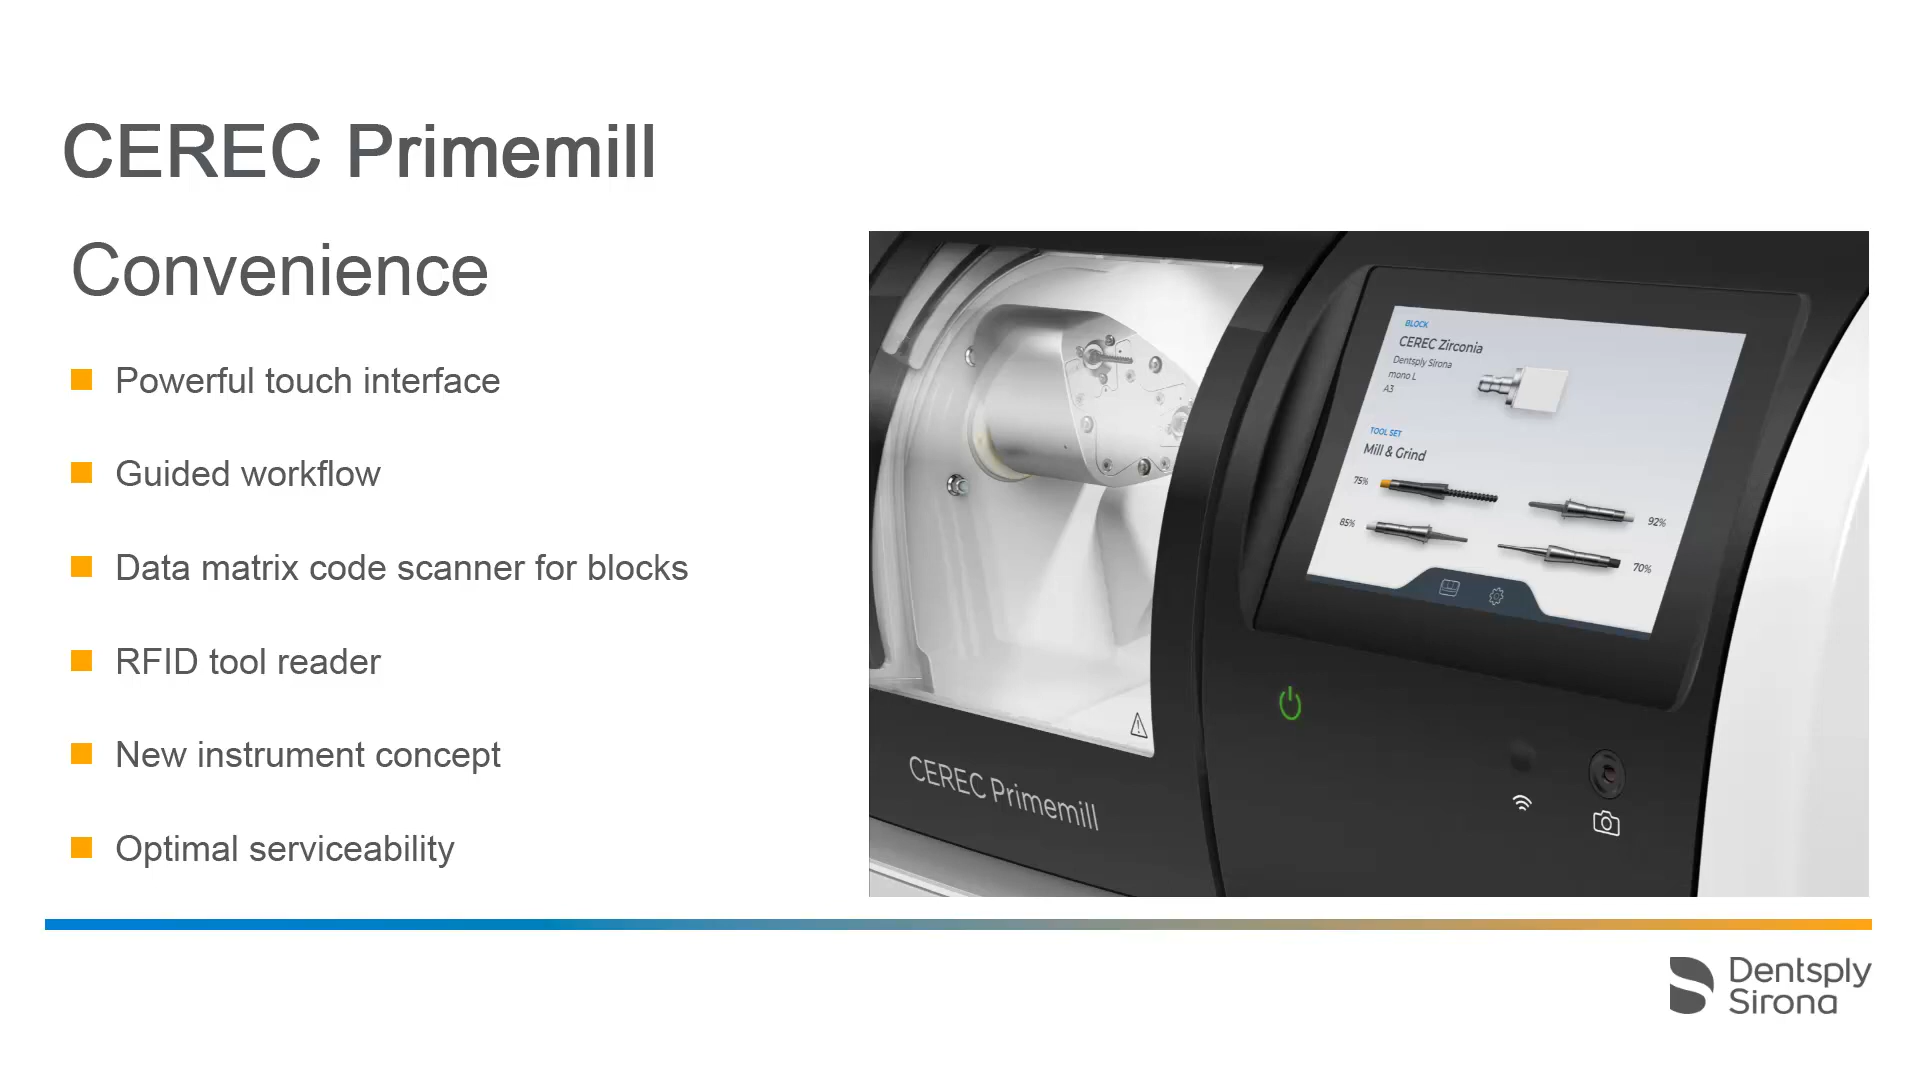 CEREC Primemill
Convenience
Powerful touch interface
Guided workflow
Data matrix code scanner for blocks
RFID tool reader
New instrument concept
Optimal serviceability
BLOCK
CEREC Zirconia
Dentsply Sirona
mono L
A3
TOOL SET
Mill & Grind
75%
92%
85%
70%
CEREC Primemill
Dentsply
Sirona